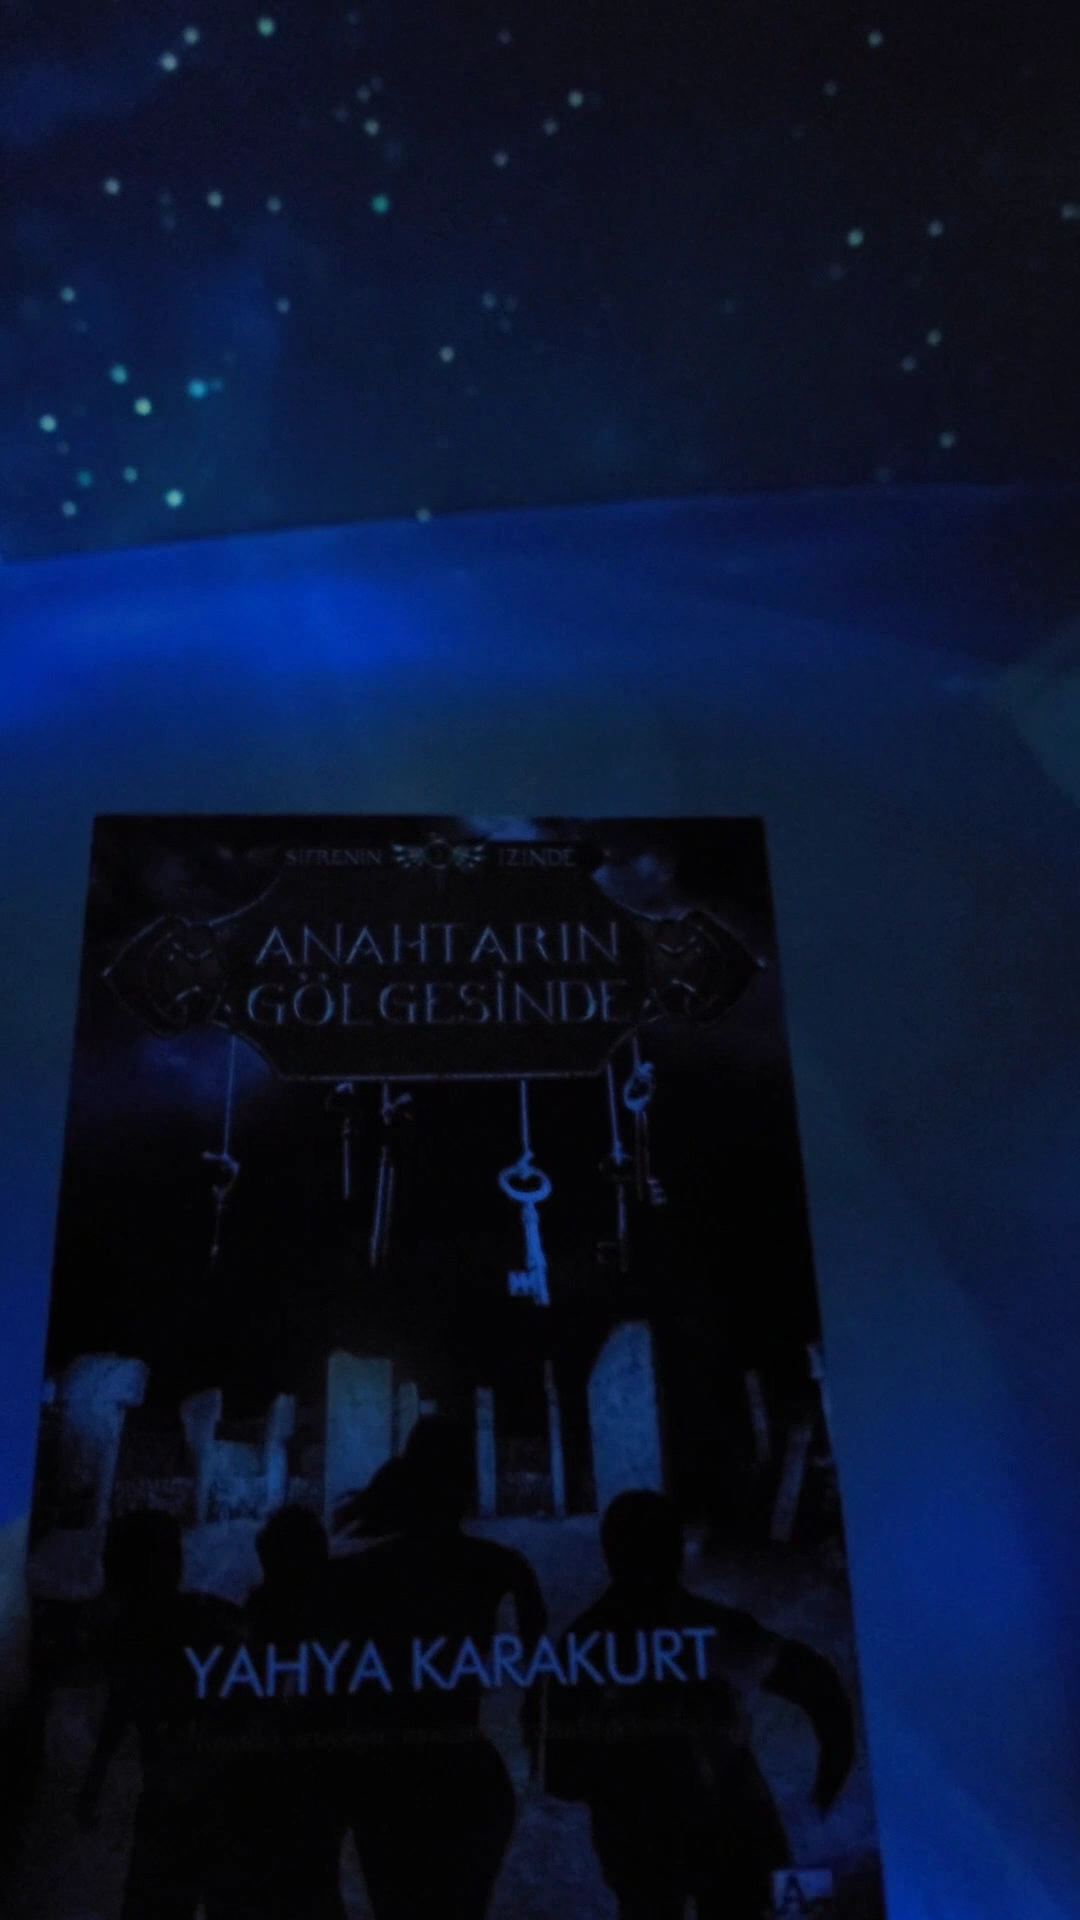 ŞİFRENİN İZİNDE
ANAHTARIN
GÖLGESİNDE
YAHYA KARAKURT
A